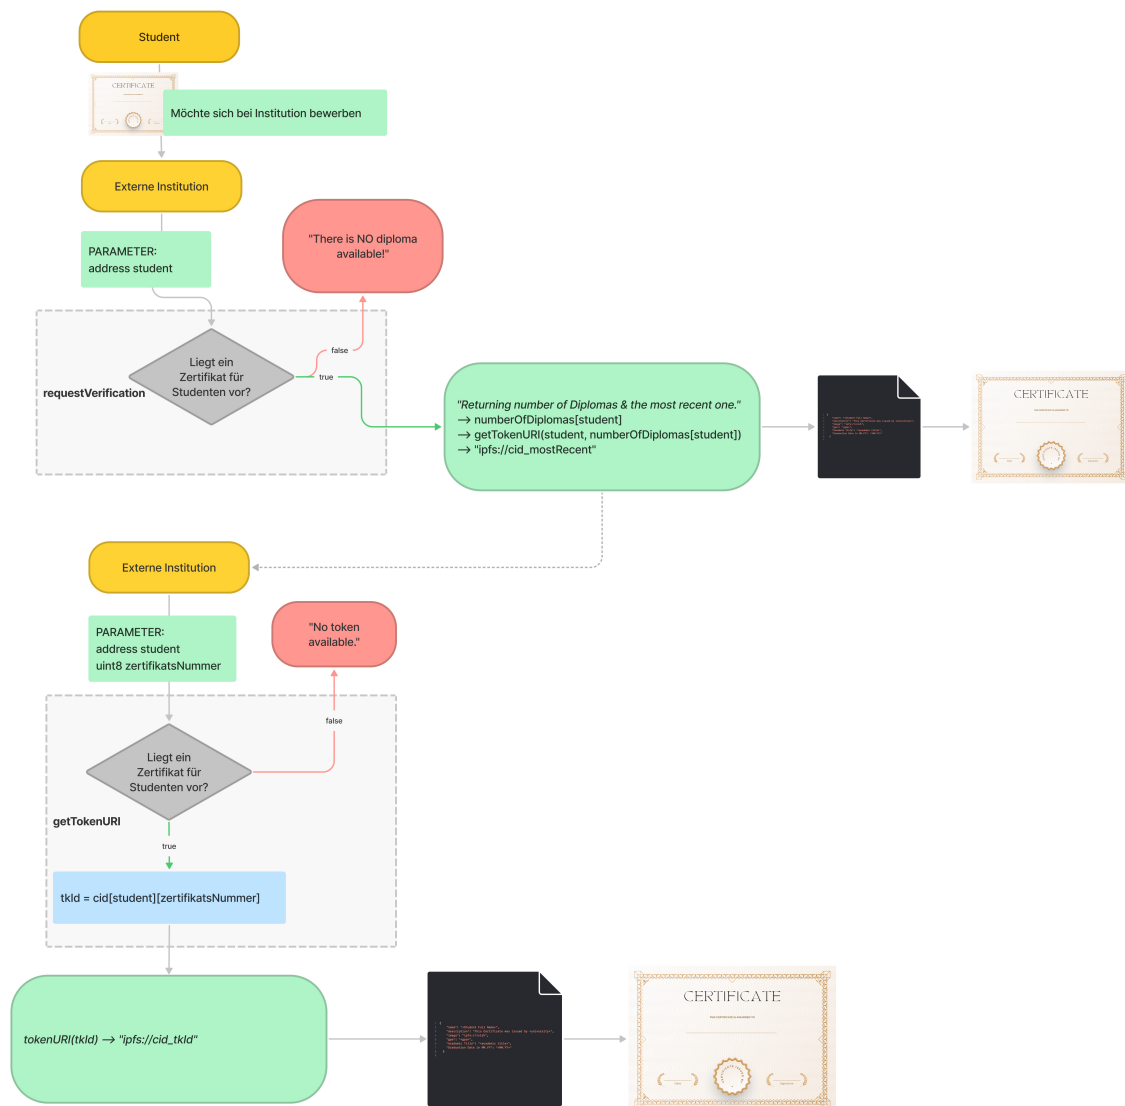 Student
CERTIFICATE
Möchte sich bei Institution bewerben
Externe Institution
PARAMETER:
address student
"There is NO diploma
available!"
false
true
Liegt ein
Zertifikat für
Studenten vor?
requestVerification
"Returning number of Diplomas & the most recent one."
--> numberOfDiplomas[student]
--> getTokenURI(student, numberOfDiplomas[student])
--> "ipfs://cid_mostRecent"
CERTIFICATE
Externe Institution
PARAMETER:
address student
uint8 zertifikatsNummer
"No token
available."
false
Liegt ein
Zertifikat für
Studenten vor?
getTokenURI
true
tkId = cid[student][zertifikatsNummer]
tokenURI(tkId) --> "ipfs://cid_tkId"
CERTIFICATE